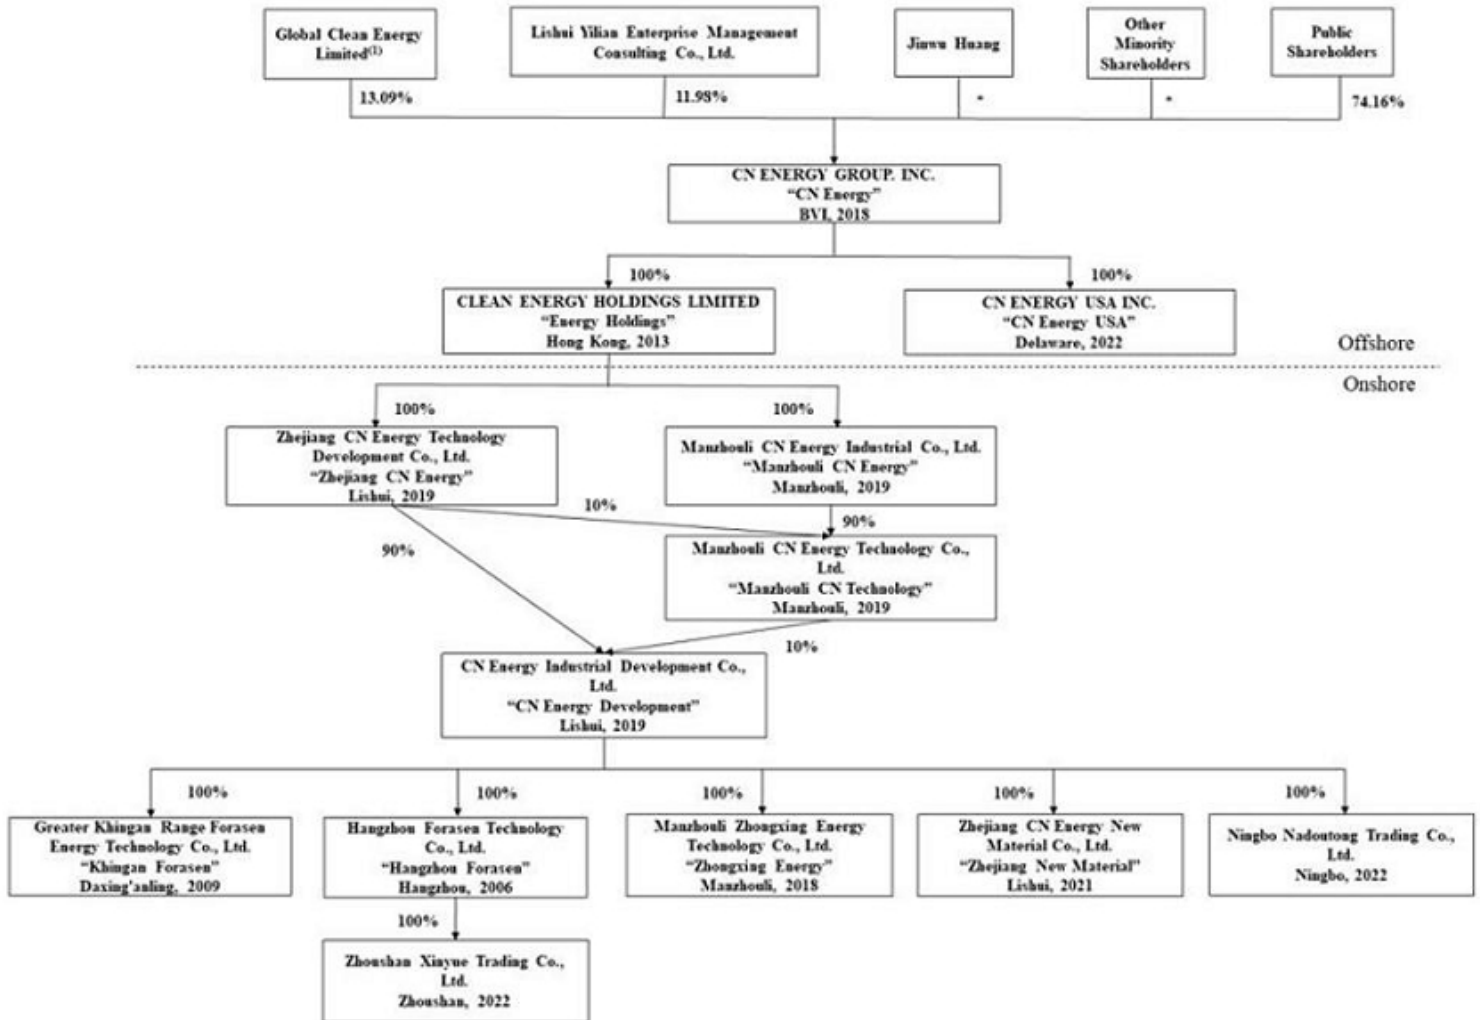 Global Clean Energy
Limited(1)
Lishui Yilian Enterprise Management
Consulting Co., Ltd.
Jinwu Huang
Other
Minority
Shareholders
Public
Shareholders
13.09%
11.98%
*
*
74.16%
CN ENERGY GROUP. INC.
“CN Energy”
BVI, 2018
100%
100%
CLEAN ENERGY HOLDINGS LIMITED
“Energy Holdings”
Hong Kong, 2013
CN ENERGY USA INC.
“CN Energy USA”
Delaware, 2022
Offshore
Onshore
100%
100%
Zhejiang CN Energy Technology
Development Co., Ltd.
“Zhejiang CN Energy”
Lishui, 2019
Manzhouli CN Energy Industrial Co., Ltd.
“Manzhouli CN Energy”
Manzhouli, 2019
10%
90%
90%
Manzhouli CN Energy Technology Co.,
Ltd.
“Manzhouli CN Technology”
Manzhouli, 2019
10%
CN Energy Industrial Development Co.,
Ltd.
“CN Energy Development”
Lishui, 2019
100%
100%
100%
100%
100%
Greater Khingan Range Forasen
Energy Technology Co., Ltd.
“Khingan Forasen”
Daxing'anling, 2009
Hangzhou Forasen Technology
Co., Ltd.
“Hangzhou Forasen”
Hangzhou, 2006
Manzhouli Zhongxing Energy
Technology Co., Ltd.
“Zhongxing Energy”
Manzhouli, 2018
Zhejiang CN Energy New
Material Co., Ltd.
“Zhejiang New Material”
Lishui, 2021
Ningbo Nadoutong Trading Co.,
Ltd.
Ningbo, 2022
100%
Zhoushan Xinyue Trading Co.,
Ltd.
Zhoushan, 2022